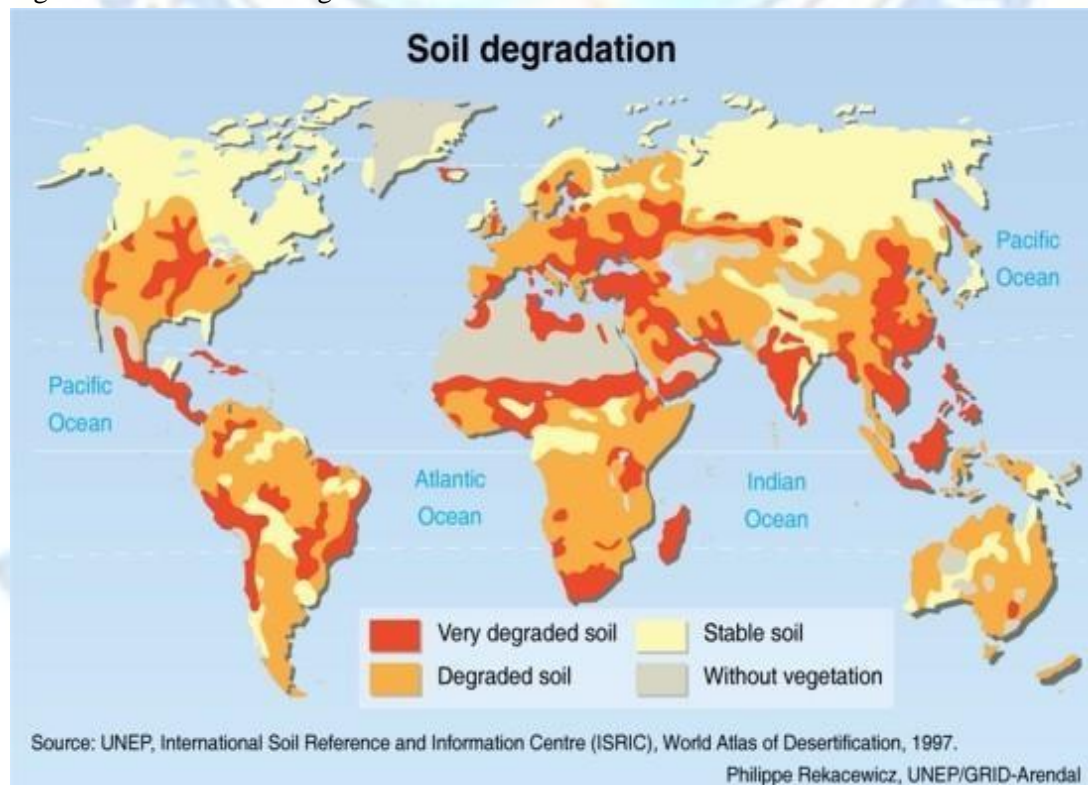 Soil degradation
Pacific
Ocean
Pacific
Ocean
Atlantic
Ocean
Indian
Ocean
Very degraded soil
Stable soil
Degraded soil
Without vegetation
Source: UNEP, International Soil Reference and Information Centre (ISRIC), World Atlas of Desertification, 1997.
Philippe Rekacewicz, UNEP/GRID-Arendal